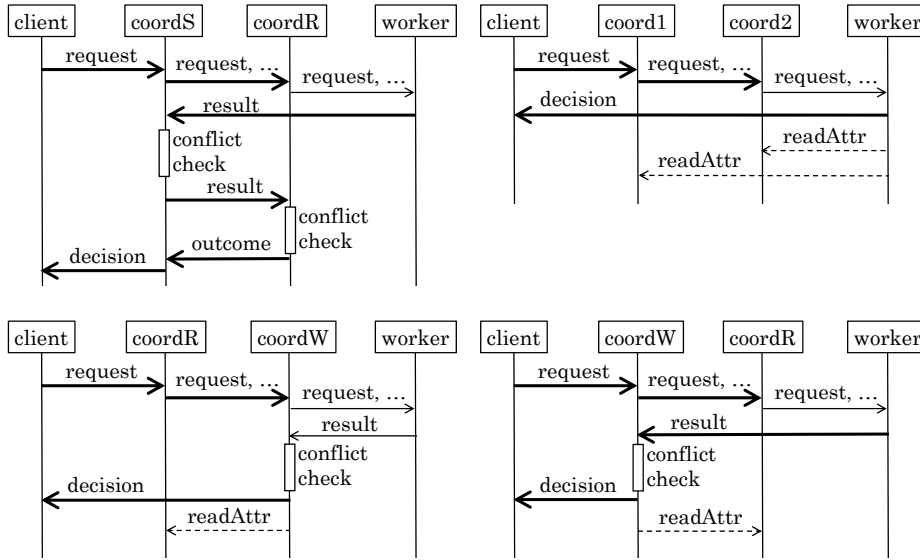 client coordS coordR worker
request
request, ...
request, ...
result
conflict
check
result
conflict
check
outcome
decision
client coord1 coord2 worker
request
request, ...
request, ...
decision
readAttr
readAttr
client coordR coordW worker
request
request, ...
request, ...
result
conflict
check
decision
readAttr
client coordW coordR worker
request
request, ...
request, ...
result
conflict
check
decision
readAttr